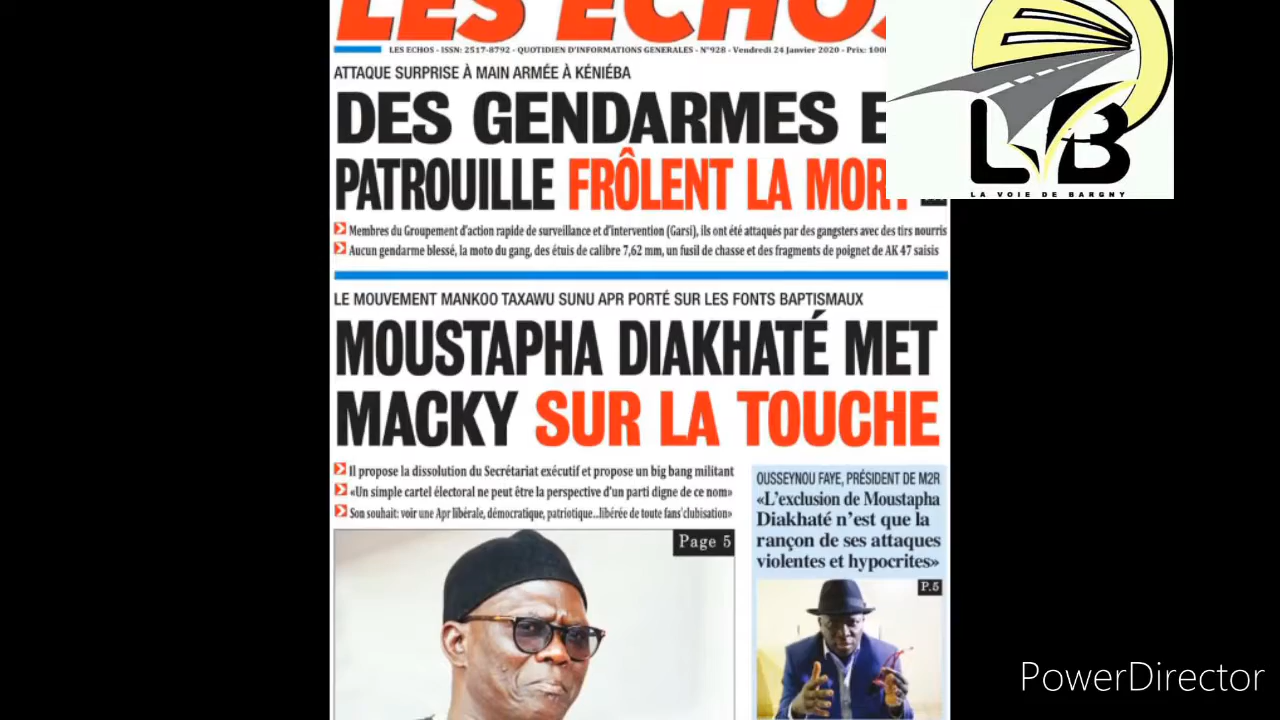 LES ECHOS
LES ECHOS - ISSN: 2517-8792 - QUOTIDIEN D'INFORMATIONS GENERALES - N°928 - Vendredi 24 Janvier 2020 - Prix:
ATTAQUE SURPRISE À MAIN ARMÉE À KÉNIÉBA
DES GENDARMES
PATROUILLE FRÔLENT LA MORT
Membres du Groupement d'action rapide de surveillance et d'intervention (Garsi), ils ont été attaqués par des gangsters avec des tirs nourris
Aucun gendarme blessé, la moto du gang, des étuis de calibre 7,62 mm, un fusil de chasse et des fragments de poignet de AK 47 saisis
LE MOUVEMENT MANKOO TAXAWU SUNU APR PORTÉ SUR LES FONTS BAPTISMAUX
MOUSTAPHA DIAKHATÉ MET
MACKY SUR LA TOUCHE
Il propose la dissolution du Secrétariat exécutif et propose un big bang militant
«Un simple cartel électoral ne peut être la perspective d'un parti digne de ce nom»
Son souhait: voir une Apr libérale, démocratique, patriotique...libérée de toute fans'clubisation»
Page 5
OUSSEYNOU FAYE, PRÉSIDENT DE M2R
«L'exclusion de Moustapha
Diakhaté n'est que la
rançon de ses attaques
violentes et hypocrites»
P.5
LVB
LA VOIE DE BARGNY
PowerDirector